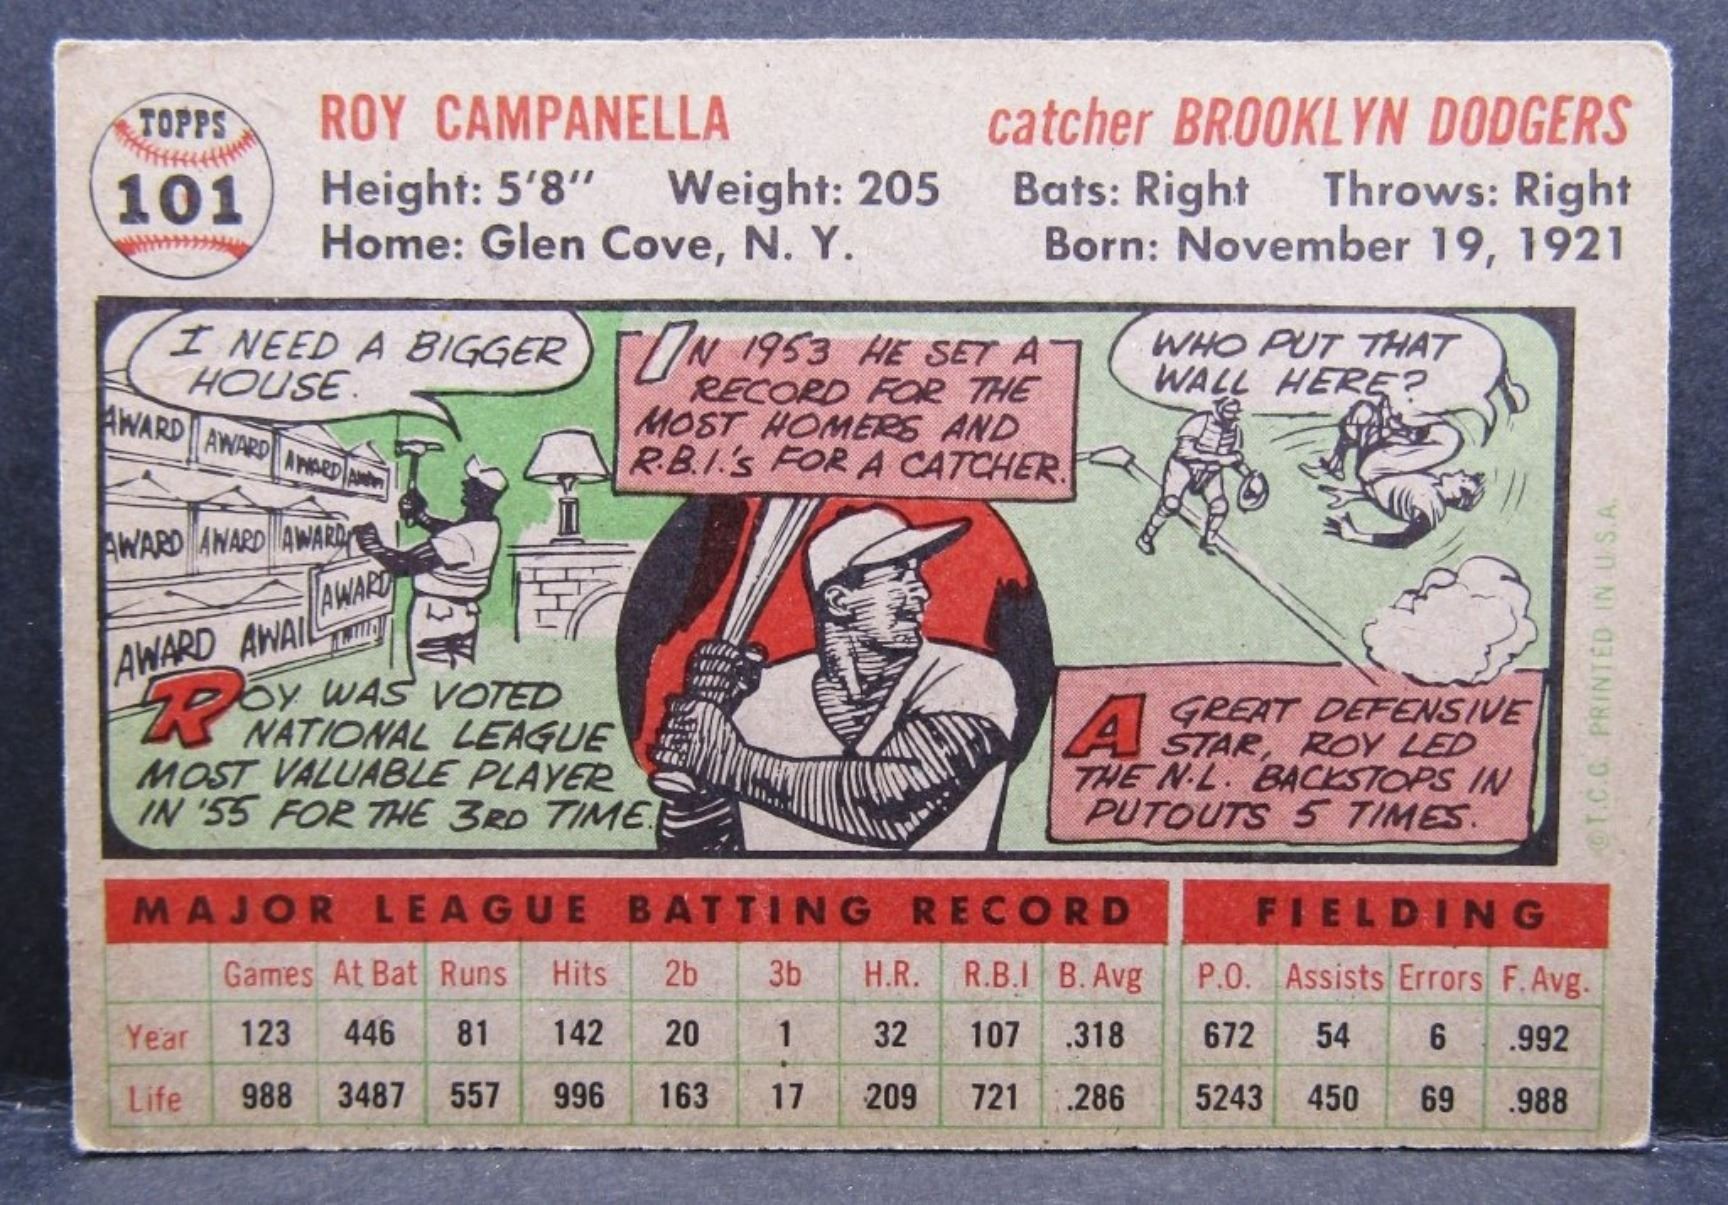 TOPPS
101
ROY CAMPANELLA
catcher BROOKLYN DODGERS
Height: 5'8" Weight: 205 Bats: Right Throws: Right
Home: Glen Cove, N. Y. Born: November 19, 1921
I NEED A BIGGER
HOUSE.
AWARD AWARD AWARD AWARD
AWARD AWARD AWARD
AWARD
AWARD AWAI
ROY WAS VOTED
NATIONAL LEAGUE
MOST VALUABLE PLAYER
IN '55 FOR THE 3RD TIME.
IN 1953 HE SET A
RECORD FOR THE
MOST HOMERS AND
R.B.I.'s FOR A CATCHER.
WHO PUT THAT
WALL HERE?
A GREAT DEFENSIVE
STAR, ROY LED
THE N.L. BACKSTOPS IN
PUTOUTS 5 TIMES.
© T.C.G. PRINTED IN U.S.A.
MAJOR LEAGUE BATTING RECORD FIELDING
Games At Bat Runs Hits 2b 3b H.R. R.B.I B. Avg P.O. Assists Errors F. Avg.
Year 123 446 81 142 20 1 32 107 .318 672 54 6 .992
Life 988 3487 557 996 163 17 209 721 .286 5243 450 69 .988